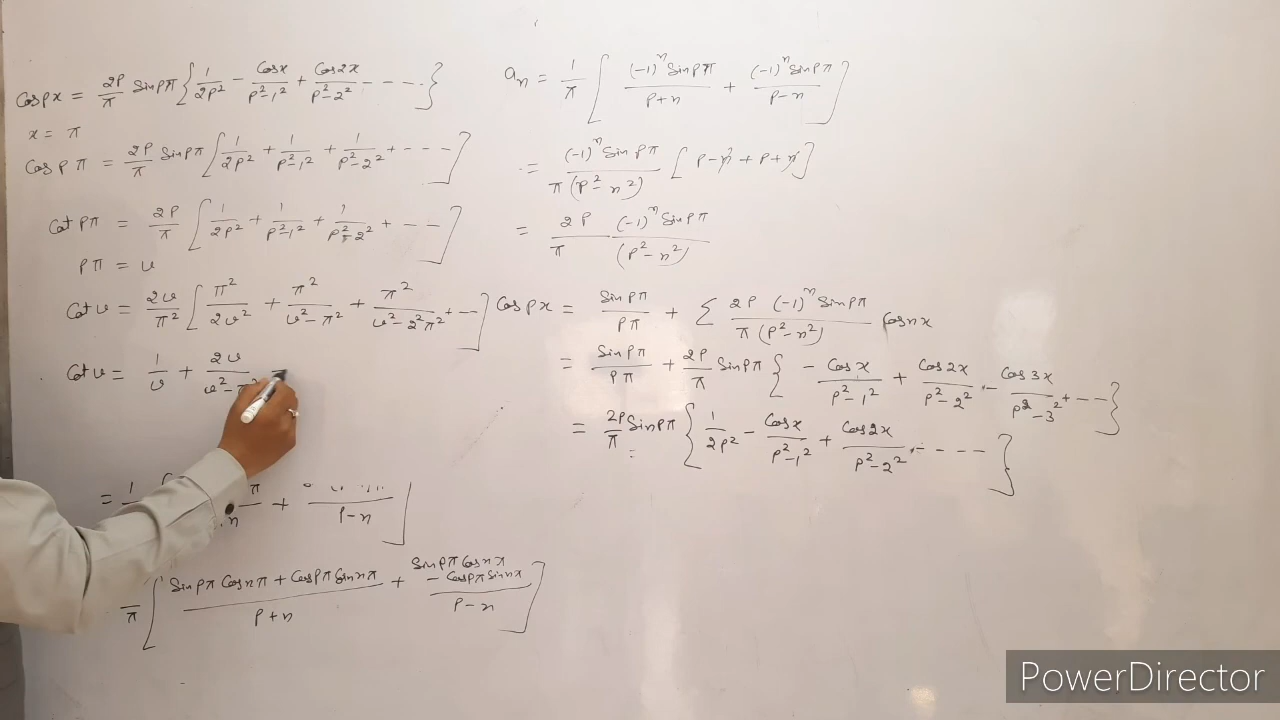 Cos px = 2P/π Sin pπ { 1/2p² - Cos x/p²-1² + Cos 2x/p²-2² - - - - }
x = π
Cos pπ = 2P/π Sin pπ [ 1/2p² + 1/p²-1² + 1/p²-2² + - - - ]
Cot pπ = 2P/π [ 1/2p² + 1/p²-1² + 1/p²-2² + - - ]
pπ = u
Cot u = 2u/π² [ π²/2u² + π²/u²-π² + π²/u²-2²π² + - - ]
Cot u = 1/u + 2u/u²-π²
= 1/
π + /P-n ]
/π [ Sin pπ Cos nπ + Cos pπ Sin nπ/p+n + Sin pπ Cos nπ - Cos pπ Sin nπ/p-n ]
an = 1/π [ (-1)ⁿ Sin pπ/p+n + (-1)ⁿ Sin pπ/p-n ]
= (-1)ⁿ Sin pπ/π(p²-n²) [ p-n + p+n ]
= 2P/π (-1)ⁿ Sin pπ/(p²-n²)
Cos px = Sin pπ/pπ + Σ 2P (-1)ⁿ Sin pπ/π(p²-n²) Cos nx
= Sin pπ/pπ + 2P/π Sin pπ { - Cos x/p²-1² + Cos 2x/p²-2² - Cos 3x/p²-3² + - - }
= 2P/π Sin pπ { 1/2p² - Cos x/p²-1² + Cos 2x/p²-2² - - - - }
PowerDirector